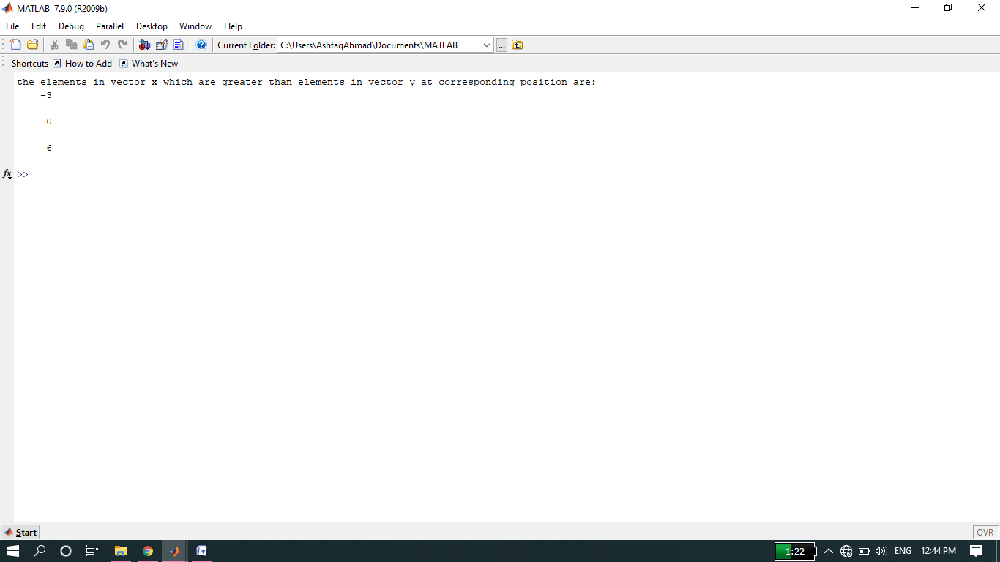 MATLAB 7.9.0 (R2009b)
File Edit Debug Parallel Desktop Window Help
Current Folder: C:\Users\AshfaqAhmad\Documents\MATLAB ...
Shortcuts How to Add What's New
the elements in vector x which are greater than elements in vector y at corresponding position are:
-3
0
6
fx >>
Start OVR
1:22 ENG 12:44 PM